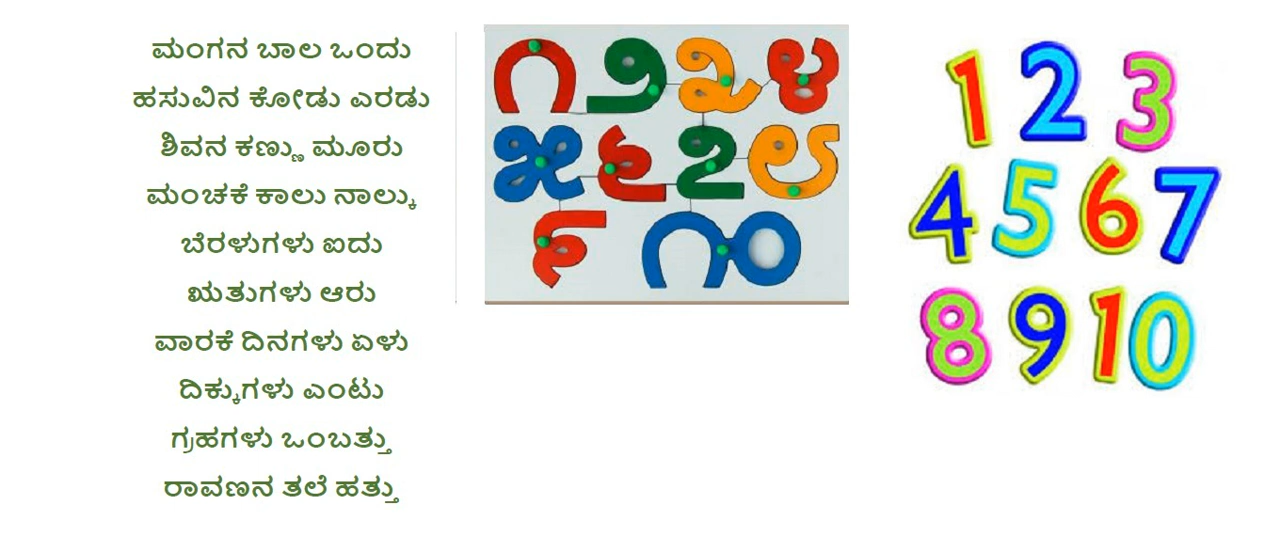 ಮಂಗನ ಬಾಲ ಒಂದು
ಹಸುವಿನ ಕೋಡು ಎರಡು
ಶಿವನ ಕಣ್ಣು ಮೂರು
ಮಂಚಕೆ ಕಾಲು ನಾಲ್ಕು
ಬೆರಳುಗಳು ಐದು
ಋತುಗಳು ಆರು
ವಾರಕೆ ದಿನಗಳು ಏಳು
ದಿಕ್ಕುಗಳು ಎಂಟು
ಗ್ರಹಗಳು ಒಂಬತ್ತು
ರಾವಣನ ತಲೆ ಹತ್ತು
೧ ೨ ೩ ೪
೫ ೬ ೭ ೮
೯ ೧೦
1 2 3
4 5 6 7
8 9 10